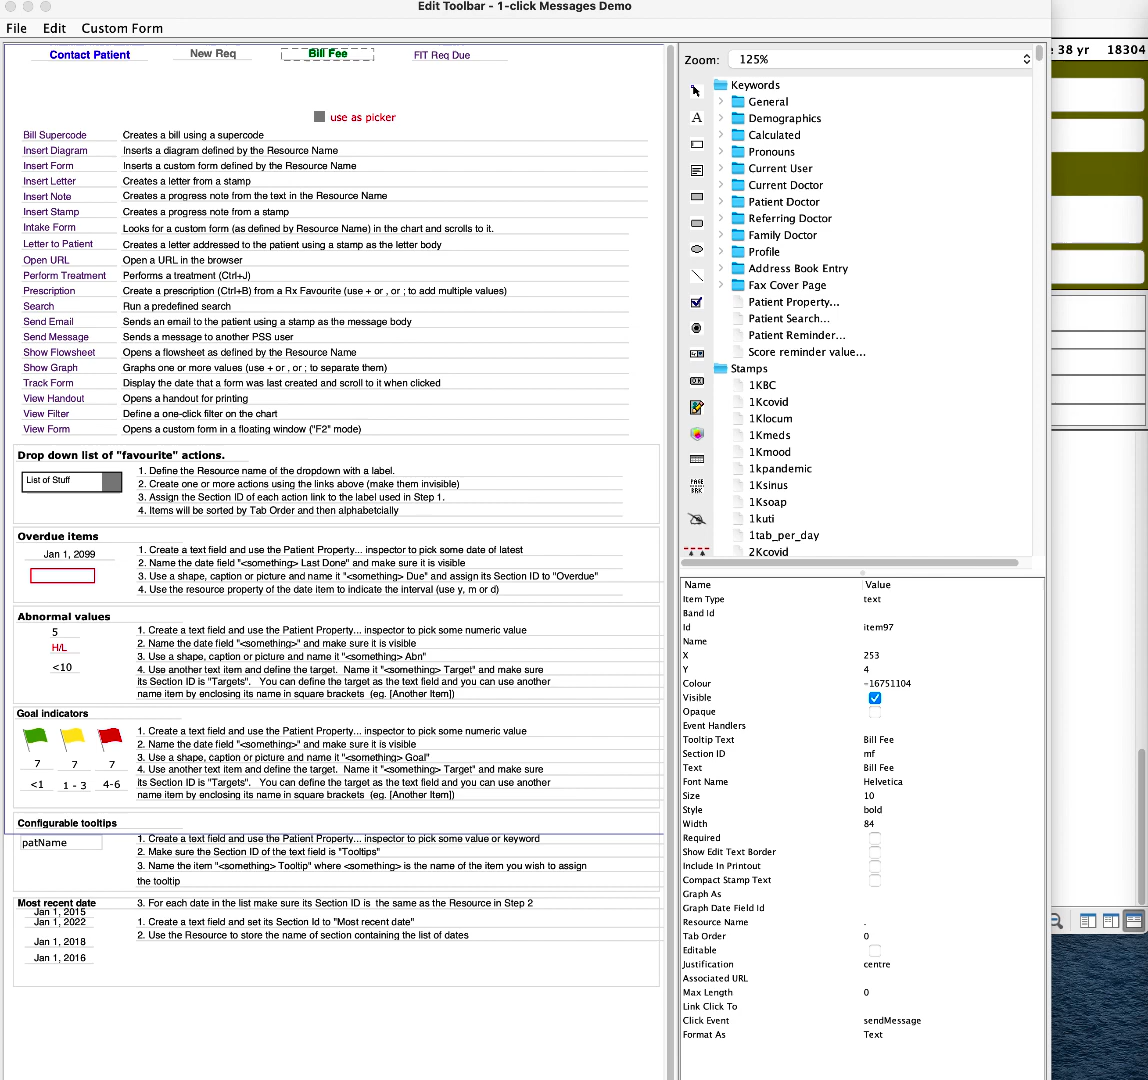 Edit Toolbar - 1-click Messages Demo
File Edit Custom Form
Contact Patient New Req Bill Fee FIT Req Due
use as picker
Bill Supercode Creates a bill using a supercode
Insert Diagram Inserts a diagram defined by the Resource Name
Insert Form Inserts a custom form defined by the Resource Name
Insert Letter Creates a letter from a stamp
Insert Note Creates a progress note from the text in the Resource Name
Insert Stamp Creates a progress note from a stamp
Intake Form Looks for a custom form (as defined by Resource Name) in the chart and scrolls to it.
Letter to Patient Creates a letter addressed to the patient using a stamp as the letter body
Open URL Open a URL in the browser
Perform Treatment Performs a treatment (Ctrl+J)
Prescription Create a prescription (Ctrl+B) from a Rx Favourite (use + or , or ; to add multiple values)
Search Run a predefined search
Send Email Sends an email to the patient using a stamp as the message body
Send Message Sends a message to another PSS user
Show Flowsheet Opens a flowsheet as defined by the Resource Name
Show Graph Graphs one or more values (use + or , or ; to separate them)
Track Form Display the date that a form was last created and scroll to it when clicked
View Handout Opens a handout for printing
View Filter Define a one-click filter on the chart
View Form Opens a custom form in a floating window ("F2" mode)
Drop down list of "favourite" actions.
List of Stuff
1. Define the Resource name of the dropdown with a label.
2. Create one or more actions using the links above (make them invisible)
3. Assign the Section ID of each action link to the label used in Step 1.
4. Items will be sorted by Tab Order and then alphabetcially
Overdue items
Jan 1, 2099
1. Create a text field and use the Patient Property... inspector to pick some date of latest
2. Name the date field "<something> Last Done" and make sure it is visible
3. Use a shape, caption or picture and name it "<something> Due" and assign its Section ID to "Overdue"
4. Use the resource property of the date item to indicate the interval (use y, m or d)
Abnormal values
5
H/L
<10
1. Create a text field and use the Patient Property... inspector to pick some numeric value
2. Name the date field "<something>" and make sure it is visible
3. Use a shape, caption or picture and name it "<something> Abn"
4. Use another text item and define the target. Name it "<something> Target" and make sure
its Section ID is "Targets". You can define the target as the text field and you can use another
name item by enclosing its name in square brackets (eg. [Another Item])
Goal indicators
7 7 7
<1 1 - 3 4-6
1. Create a text field and use the Patient Property... inspector to pick some numeric value
2. Name the date field "<something>" and make sure it is visible
3. Use a shape, caption or picture and name it "<something> Goal"
4. Use another text item and define the target. Name it "<something> Target" and make sure
its Section ID is "Targets". You can define the target as the text field and you can use another
name item by enclosing its name in square brackets (eg. [Another Item])
Configurable tooltips
patName
1. Create a text field and use the Patient Property... inspector to pick some value or keyword
2. Make sure the Section ID of the text field is "Tooltips"
3. Name the item "<something> Tooltip" where <something> is the name of the item you wish to assign
the tooltip
Most recent date
Jan 1, 2015
Jan 1, 2022
Jan 1, 2018
Jan 1, 2016
3. For each date in the list make sure its Section ID is the same as the Resource in Step 2
1. Create a text field and set its Section Id to "Most recent date"
2. Use the Resource to store the name of section containing the list of dates
Zoom: 125%
A
OK
PAGE
BRK
Keywords
General
Demographics
Calculated
Pronouns
Current User
Current Doctor
Patient Doctor
Referring Doctor
Family Doctor
Profile
Address Book Entry
Fax Cover Page
Patient Property...
Patient Search...
Patient Reminder...
Score reminder value...
Stamps
1KBC
1Kcovid
1Klocum
1Kmeds
1Kmood
1kpandemic
1Ksinus
1Ksoap
1kuti
1tab_per_day
2Kcovid
Name Value
Item Type text
Band Id
Id item97
Name
X 253
Y 4
Colour -16751104
Visible
Opaque
Event Handlers
Tooltip Text Bill Fee
Section ID mf
Text Bill Fee
Font Name Helvetica
Size 10
Style bold
Width 84
Required
Show Edit Text Border
Include In Printout
Compact Stamp Text
Graph As
Graph Date Field Id
Resource Name .
Tab Order 0
Editable
Justification centre
Associated URL
Max Length 0
Link Click To
Click Event sendMessage
Format As Text
38 yr 18304